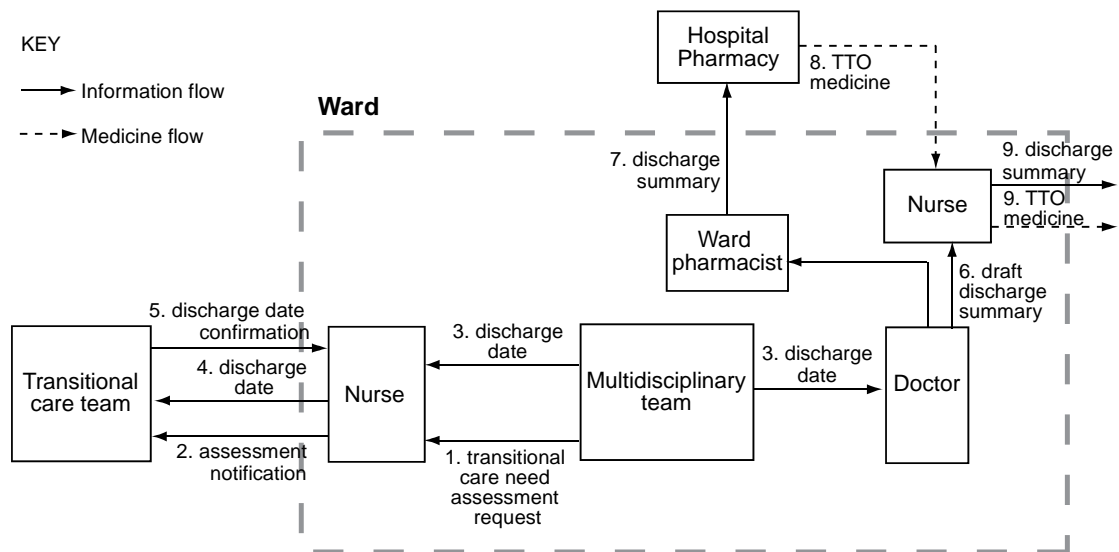 KEY
Information flow
Medicine flow
Ward
Hospital
Pharmacy
8. TTO
medicine
7. discharge
summary
9. discharge
summary
9. TTO
medicine
Nurse
Ward
pharmacist
6. draft
discharge
summary
5. discharge date
confirmation
3. discharge
date
3. discharge
date
4. discharge
date
Transitional
care team
Nurse
Multidisciplinary
team
Doctor
2. assessment
notification
1. transitional
care need
assessment
request